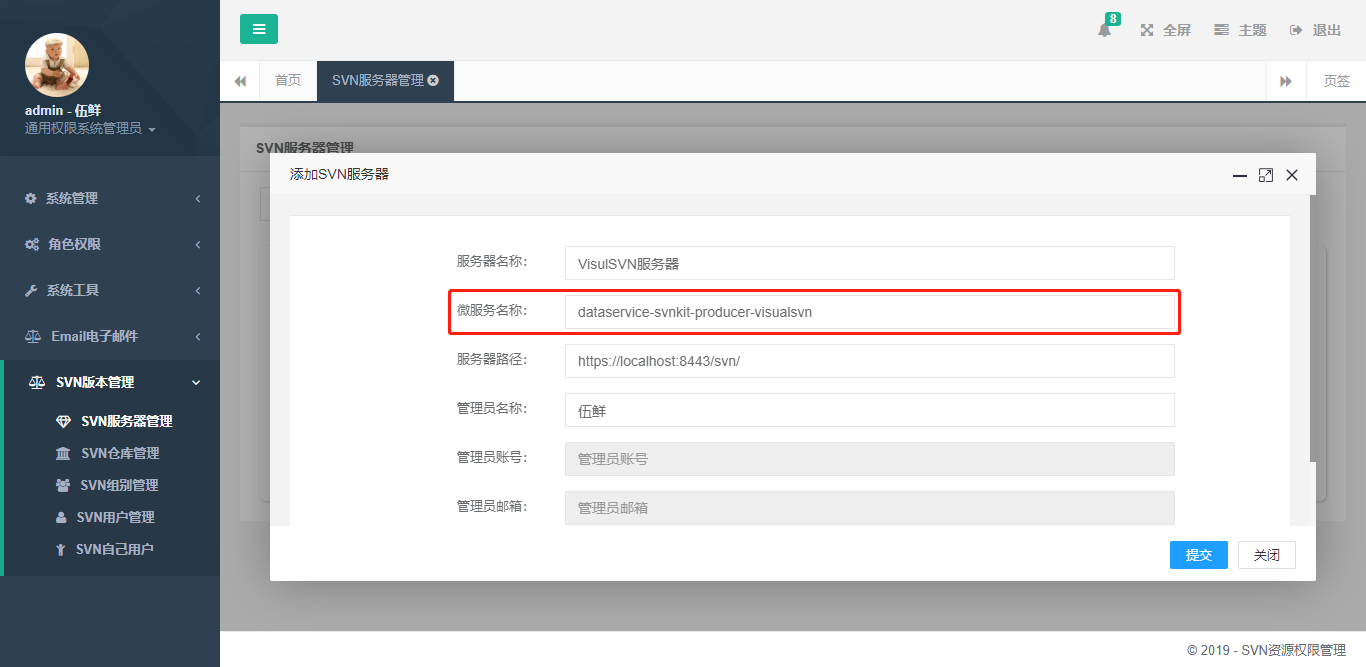 admin - 伍鲜
通用权限系统管理员
系统管理
角色权限
系统工具
Email电子邮件
SVN版本管理
SVN服务器管理
SVN仓库管理
SVN组别管理
SVN用户管理
SVN自己用户
8
全屏
主题
退出
首页
SVN服务器管理
页签
SVN服务器管理
添加SVN服务器
服务器名称： VisulSVN服务器
微服务名称： dataservice-svnkit-producer-visualsvn
服务器路径： https://localhost:8443/svn/
管理员名称： 伍鲜
管理员账号： 管理员账号
管理员邮箱： 管理员邮箱
提交
关闭
© 2019 - SVN资源权限管理